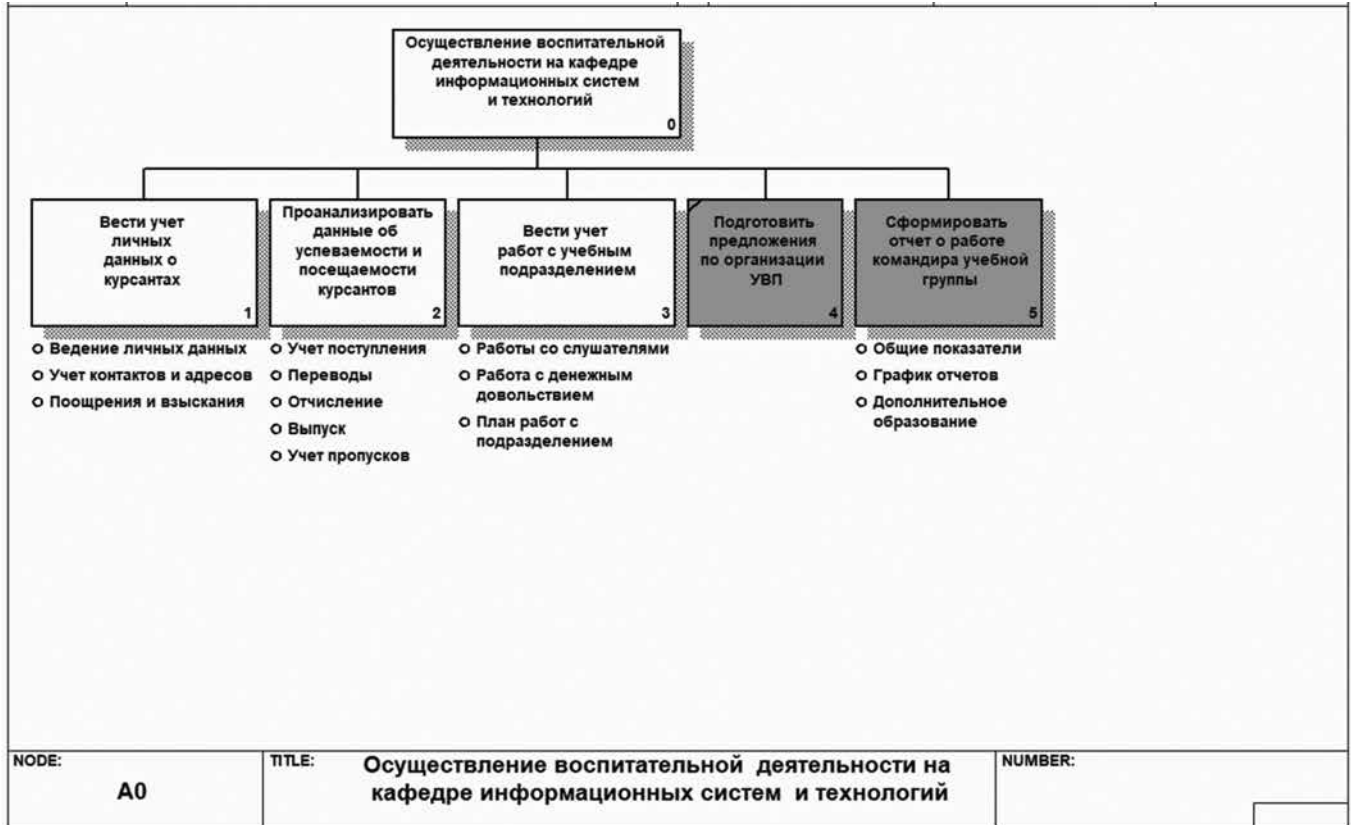 Осуществление воспитательной
деятельности на кафедре
информационных систем
и технологий
0
Вести учет
личных
данных о
курсантах
1
Проанализировать
данные об
успеваемости и
посещаемости
курсантов
2
Вести учет
работ с учебным
подразделением
3
Подготовить
предложения
по организации
УВП
4
Сформировать
отчет о работе
командира учебной
группы
5
Ведение личных данных
Учет контактов и адресов
Поощрения и взыскания
Учет поступления
Переводы
Отчисление
Выпуск
Учет пропусков
Работы со слушателями
Работа с денежным
довольствием
План работ с
подразделением
Общие показатели
График отчетов
Дополнительное
образование
NODE:
A0
TITLE:
Осуществление воспитательной деятельности на
кафедре информационных систем и технологий
NUMBER: